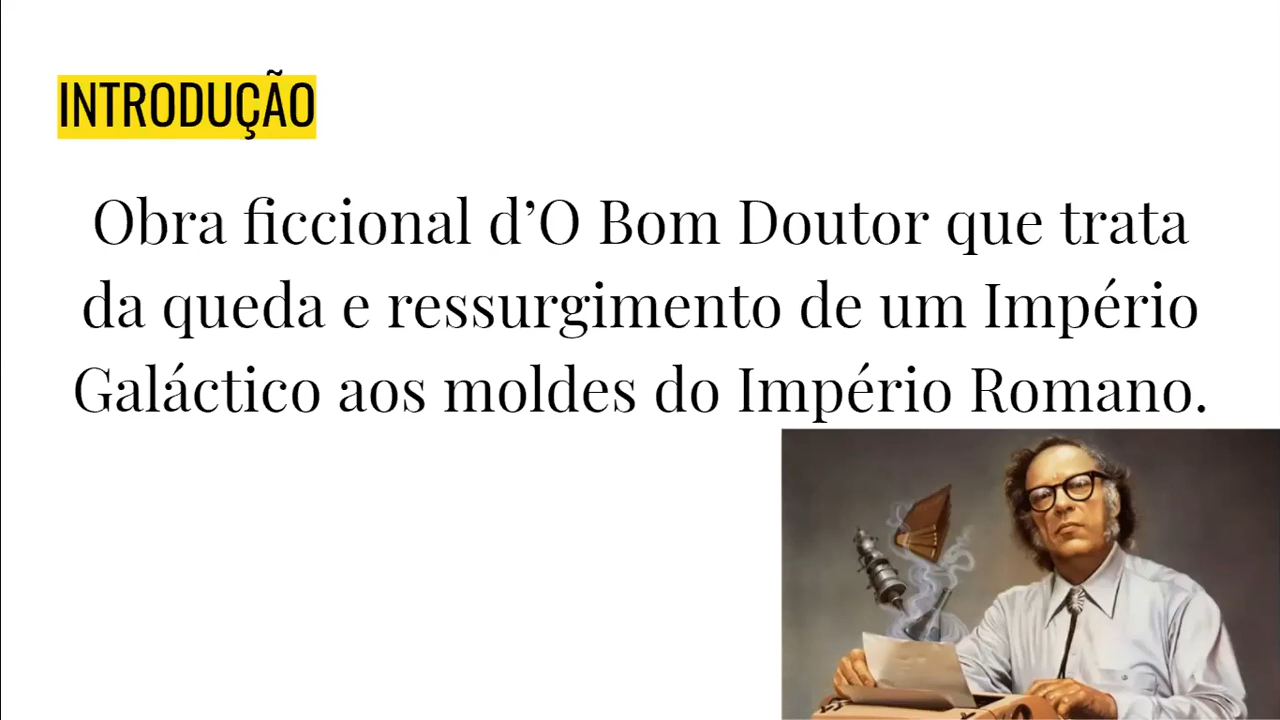 INTRODUÇÃO
Obra ficcional d’O Bom Doutor que trata
da queda e ressurgimento de um Império
Galáctico aos moldes do Império Romano.